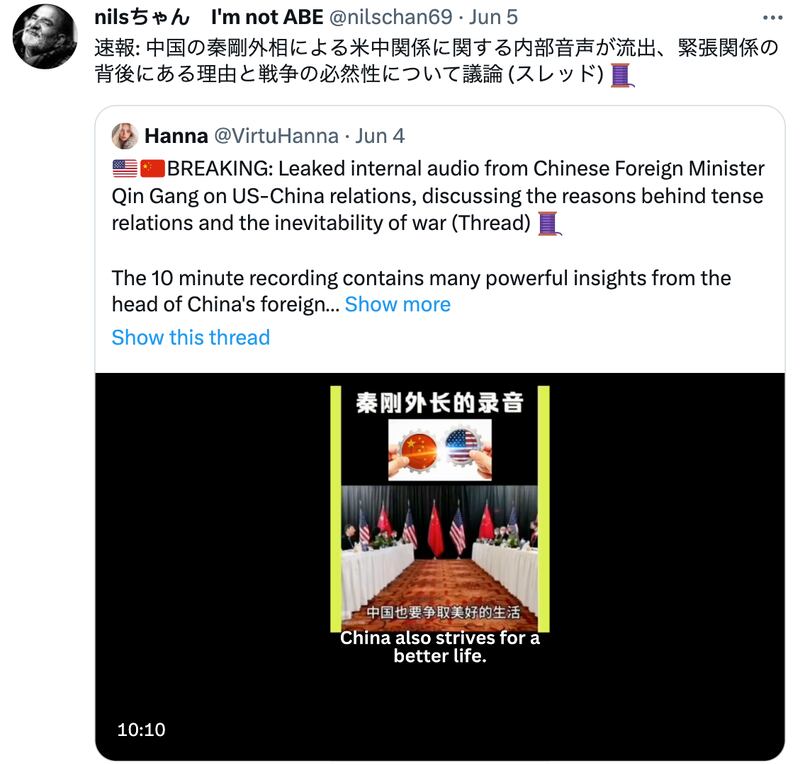 nilsちゃん I'm not ABE @nilschan69 · Jun 5
速報: 中国の秦剛外相による米中関係に関する内部音声が流出、緊張関係の
背後にある理由と戦争の必然性について議論 (スレッド) 🧵
Hanna @VirtuHanna · Jun 4
🇺🇸🇨🇳BREAKING: Leaked internal audio from Chinese Foreign Minister
Qin Gang on US-China relations, discussing the reasons behind tense
relations and the inevitability of war (Thread) 🧵
The 10 minute recording contains many powerful insights from the
head of China's foreign... Show more
Show this thread
秦刚外长的录音
中国也要争取美好的生活
China also strives for a
better life.
10:10